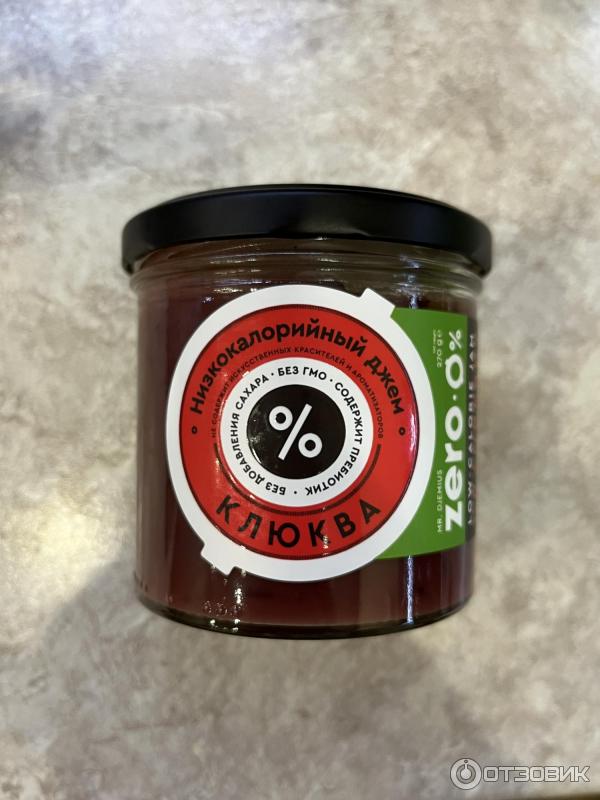 Низкокалорийный джем
НЕ СОДЕРЖИТ ИСКУССТВЕННЫХ КРАСИТЕЛЕЙ И АРОМАТИЗАТОРОВ
БЕЗ ДОБАВЛЕНИЯ САХАРА · БЕЗ ГМО · СОДЕРЖИТ ПРЕБИОТИК ·
%
КЛЮКВА
MR. DJEMIUS
zero·0%
270 g e
LOW CALORIE JAM
ОТЗОВИК